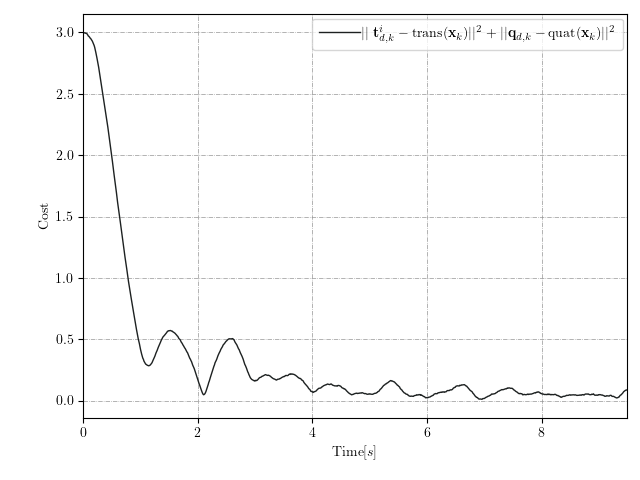 || t^i_{d,k} − trans(x_k)||^2 + ||q_{d,k} − quat(x_k)||^2
3.0
2.5
2.0
1.5
1.0
0.5
0.0
Cost
0 2 4 6 8
Time[s]